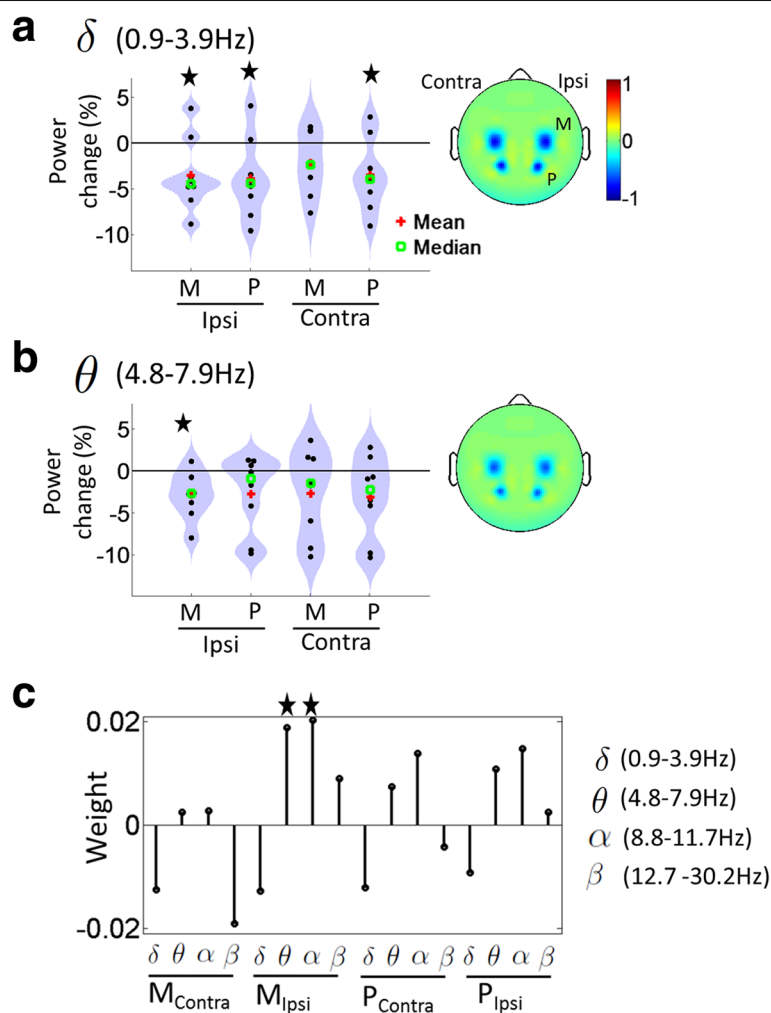 a
δ (0.9-3.9Hz)
★ ★ ★
Power change (%)
5
0
-5
-10
M P M P
Ipsi Contra
+ Mean
Median
Contra Ipsi
M
P
1
0
-1
b
θ (4.8-7.9Hz)
★
Power change (%)
5
0
-5
-10
M P M P
Ipsi Contra
c
★ ★
Weight
0.02
0
-0.02
δ θ α β δ θ α β δ θ α β δ θ α β
MContra MIpsi PContra PIpsi
δ (0.9-3.9Hz)
θ (4.8-7.9Hz)
α (8.8-11.7Hz)
β (12.7 -30.2Hz)